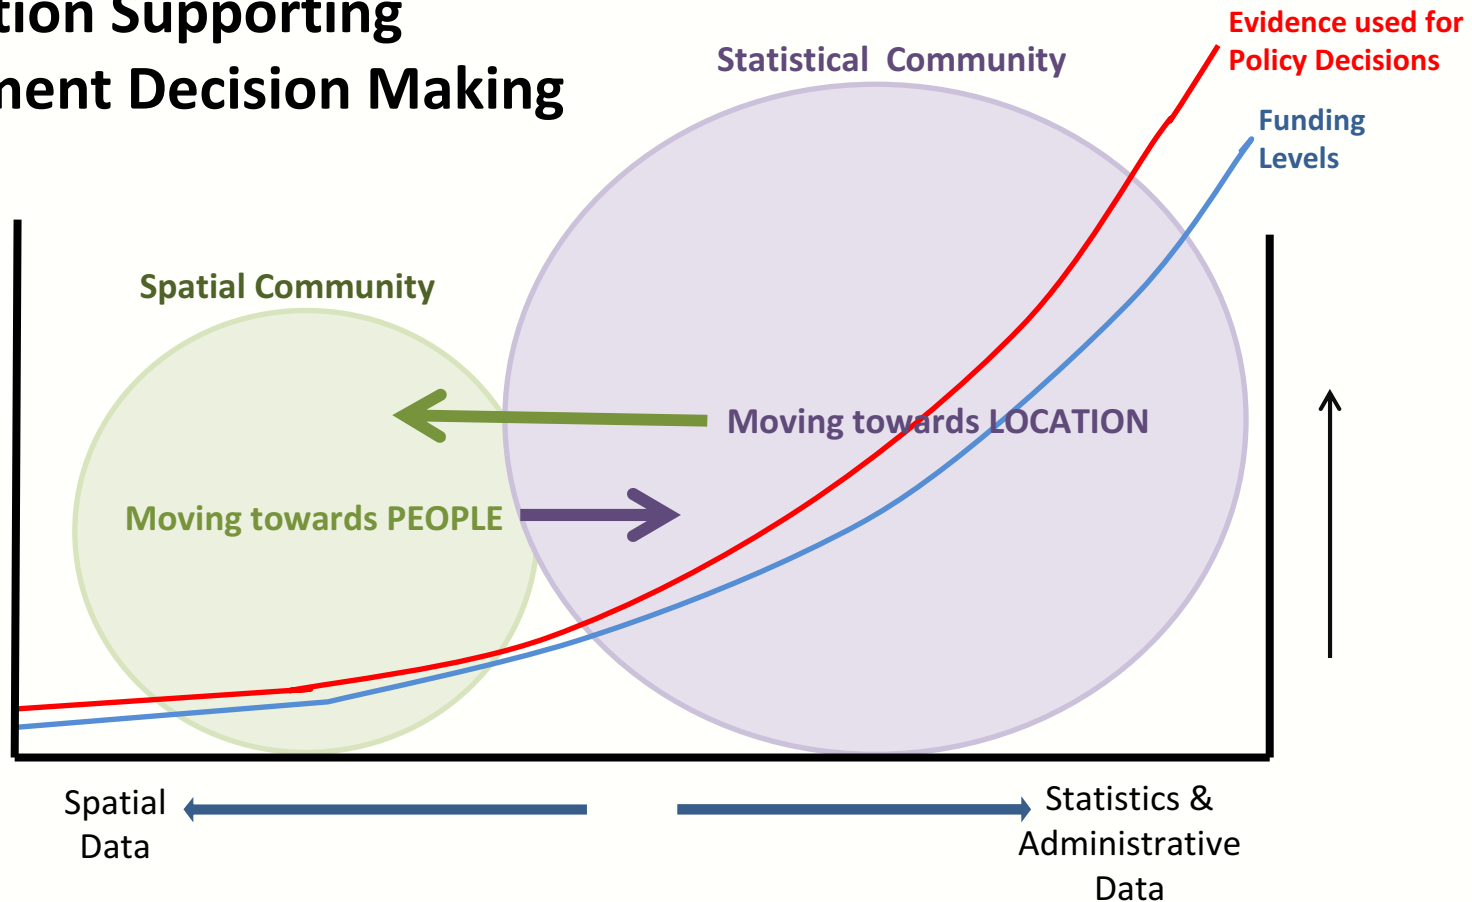 tion Supporting
ment Decision Making
Evidence used for
Policy Decisions
Statistical Community
Funding
Levels
Spatial Community
Moving towards LOCATION
Moving towards PEOPLE
Spatial
Data
Statistics &
Administrative
Data